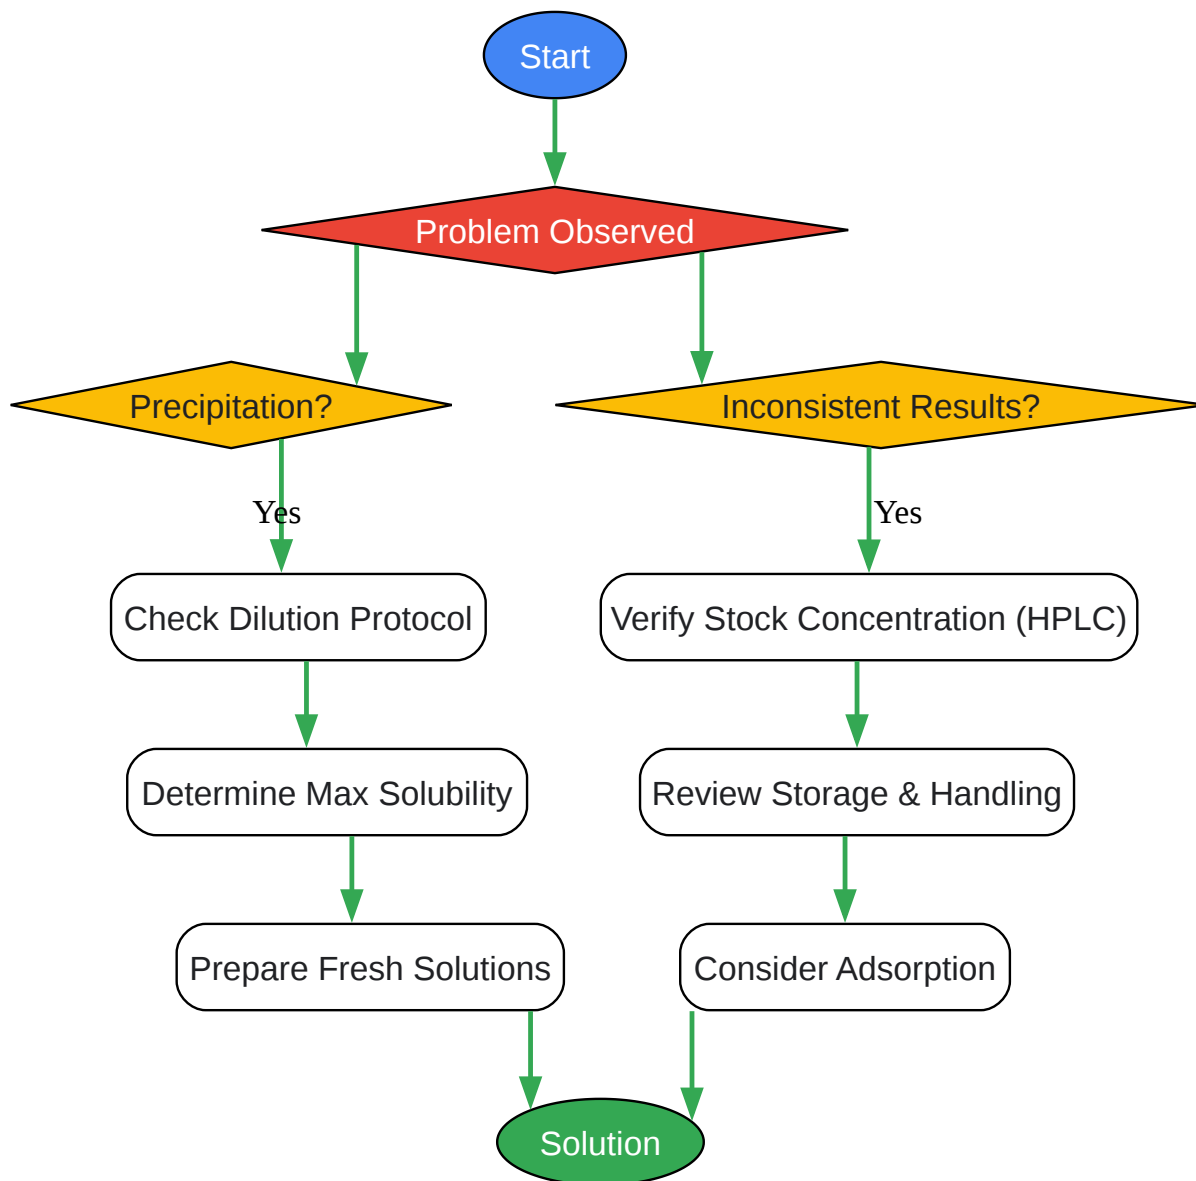 Start
Problem Observed
Precipitation?
Inconsistent Results?
Yes
Yes
Check Dilution Protocol
Verify Stock Concentration (HPLC)
Determine Max Solubility
Review Storage & Handling
Prepare Fresh Solutions
Consider Adsorption
Solution